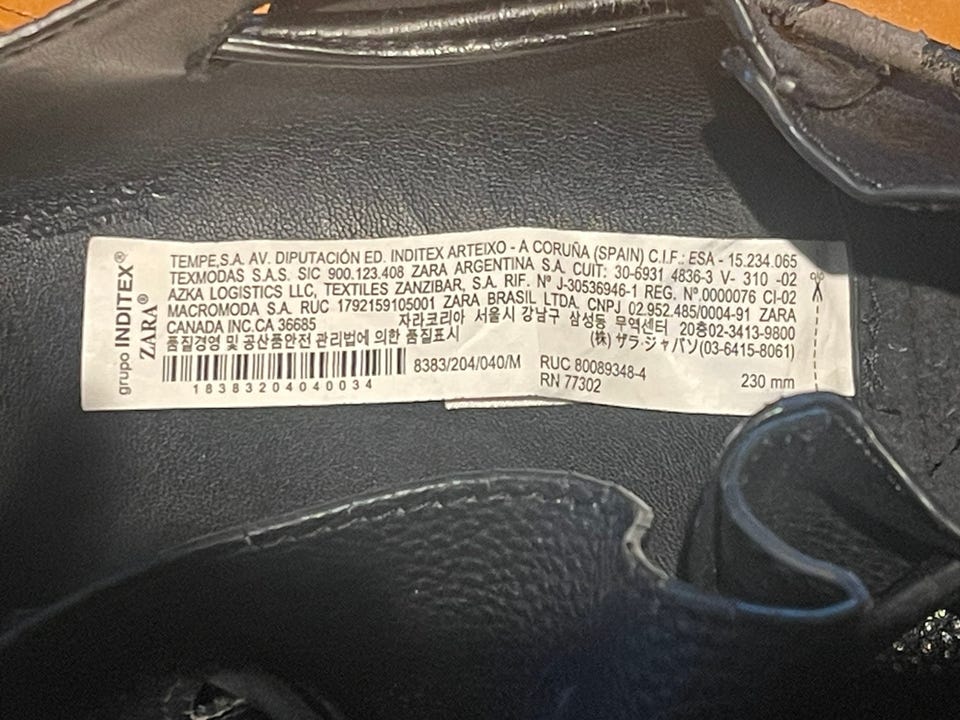 grupo INDITEX®
ZARA®
TEMPE,S.A. AV. DIPUTACIÓN ED. INDITEX ARTEIXO - A CORUÑA (SPAIN) C.I.F.: ESA - 15.234.065
TEXMODAS S.A.S. SIC 900.123.408 ZARA ARGENTINA S.A. CUIT: 30-6931 4836-3 V- 310 -02
AZKA LOGISTICS LLC, TEXTILES ZANZIBAR, S.A. RIF. Nº J-30536946-1 REG. Nº.0000076 CI-02
MACROMODA S.A. RUC 1792159105001 ZARA BRASIL LTDA. CNPJ 02.952.485/0004-91 ZARA
CANADA INC.CA 36685 자라코리아 서울시 강남구 삼성동 무역센터 20층02-3413-9800
품질경영 및 공산품안전 관리법에 의한 품질표시 (株) ザラ・ジャパン(03-6415-8061)
8383/204/040/M RUC 80089348-4
18383204040034 RN 77302 230 mm